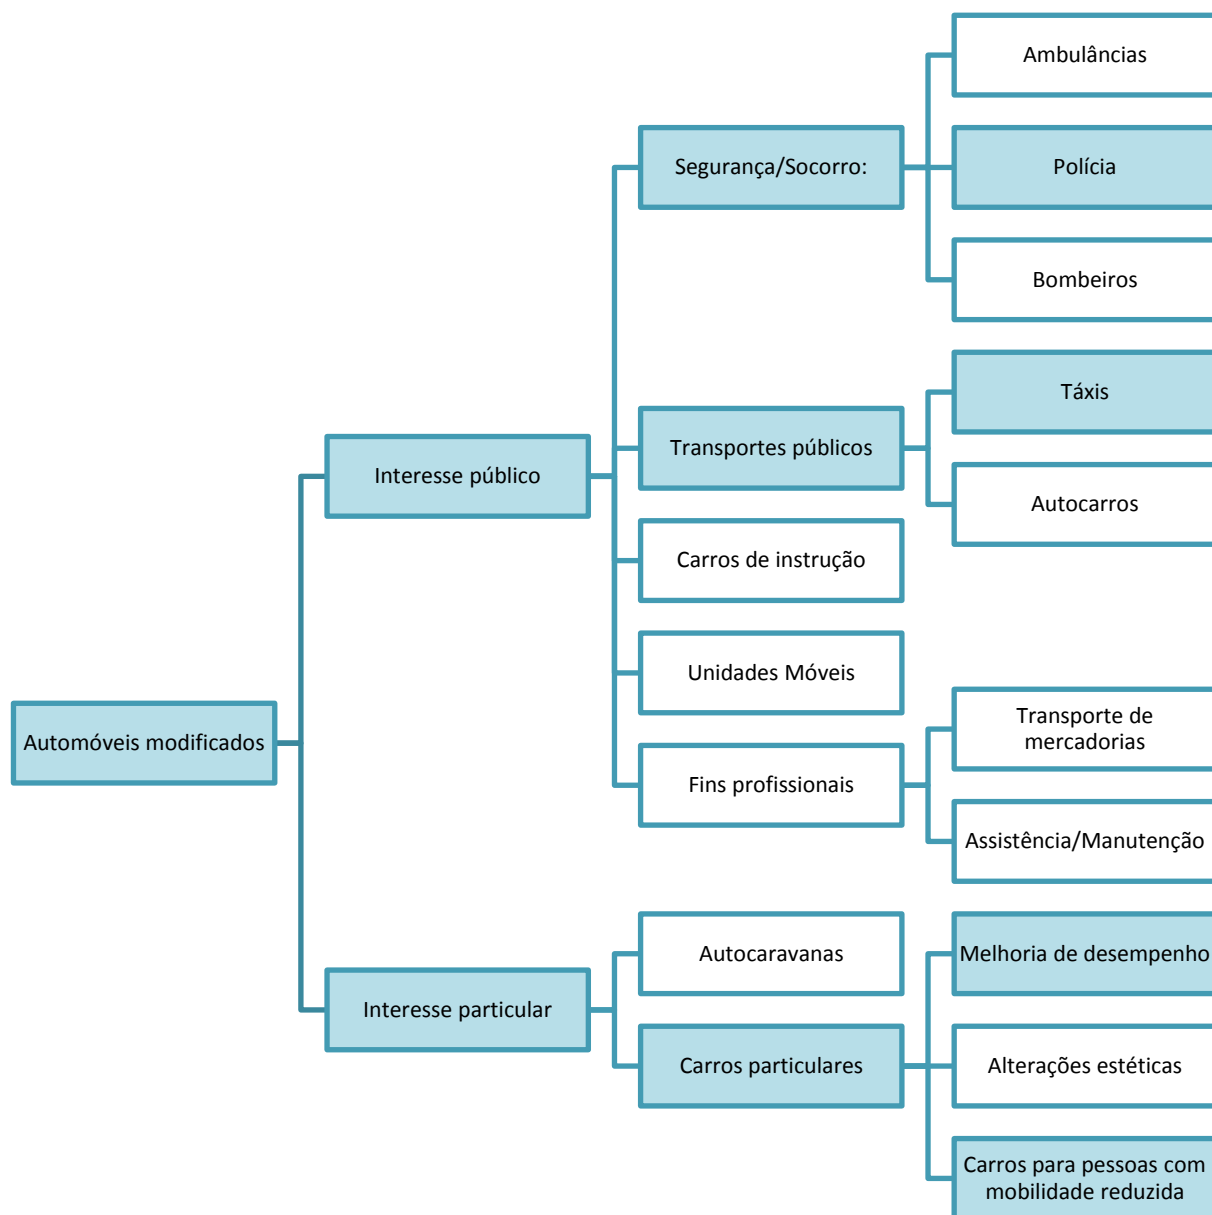 Automóveis modificados
Interesse público
Segurança/Socorro:
Ambulâncias
Polícia
Bombeiros
Transportes públicos
Táxis
Autocarros
Carros de instrução
Unidades Móveis
Fins profissionais
Transporte de
mercadorias
Assistência/Manutenção
Interesse particular
Autocaravanas
Carros particulares
Melhoria de desempenho
Alterações estéticas
Carros para pessoas com
mobilidade reduzida